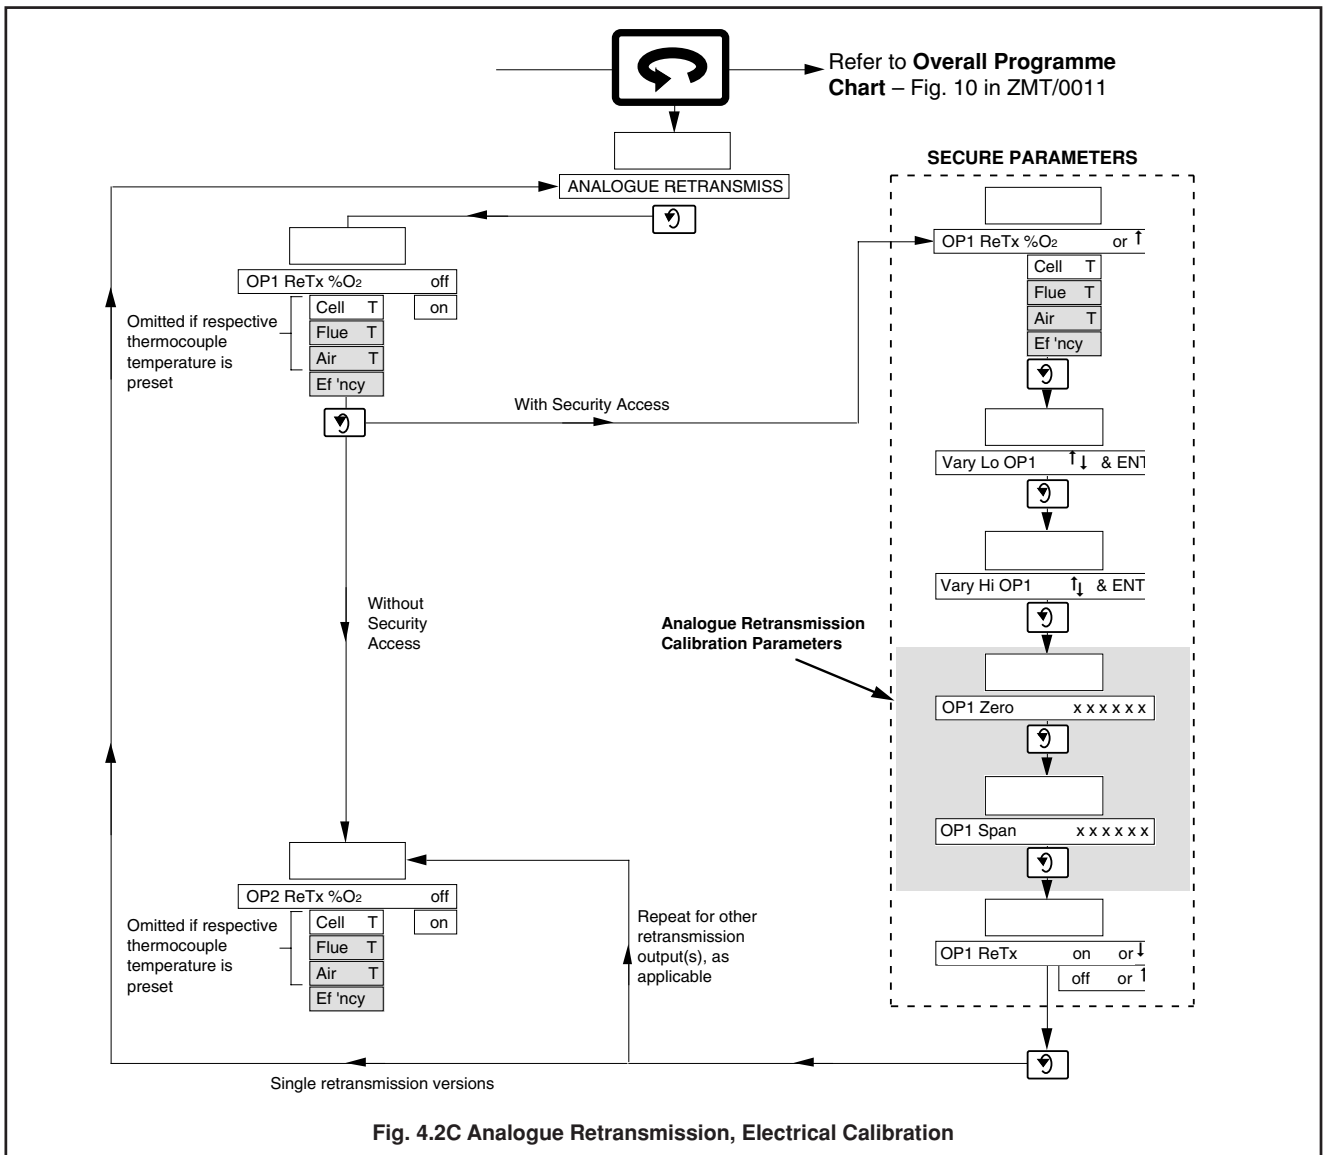 Refer to Overall Programme
Chart – Fig. 10 in ZMT/0011
ANALOGUE RETRANSMISS
SECURE PARAMETERS
OP1 ReTx %O2 off
Cell T on
Flue T
Air T
Ef 'ncy
Omitted if respective
thermocouple
temperature is
preset
With Security Access
OP1 ReTx %O2 or ↑
Cell T
Flue T
Air T
Ef 'ncy
Vary Lo OP1 ↑↓ & ENT
Vary Hi OP1 ↑↓ & ENT
Without
Security
Access
Analogue Retransmission
Calibration Parameters
OP1 Zero x x x x x x
OP1 Span x x x x x x
OP1 ReTx on or ↓
off or ↑
OP2 ReTx %O2 off
Cell T on
Flue T
Air T
Ef 'ncy
Omitted if respective
thermocouple
temperature is
preset
Repeat for other
retransmission
output(s), as
applicable
Single retransmission versions
Fig. 4.2C Analogue Retransmission, Electrical Calibration